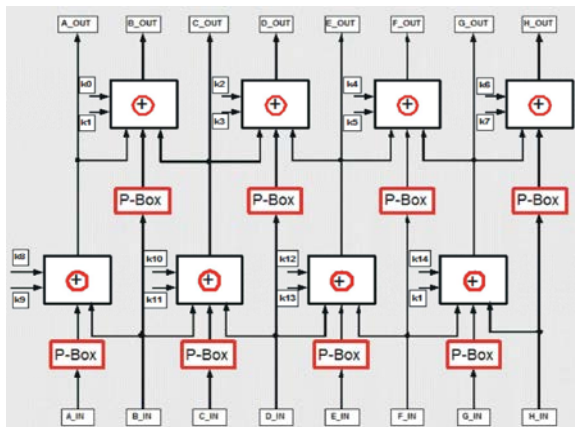 A_OUT B_OUT C_OUT D_OUT E_OUT F_OUT G_OUT H_OUT
k0 k2 k4 k6
+ + + +
k1 k3 k5 k7
P-Box P-Box P-Box P-Box
k8 k10 k12 k14
+ + + +
k9 k11 k13 k1
P-Box P-Box P-Box P-Box
A_IN B_IN C_IN D_IN E_IN F_IN G_IN H_IN